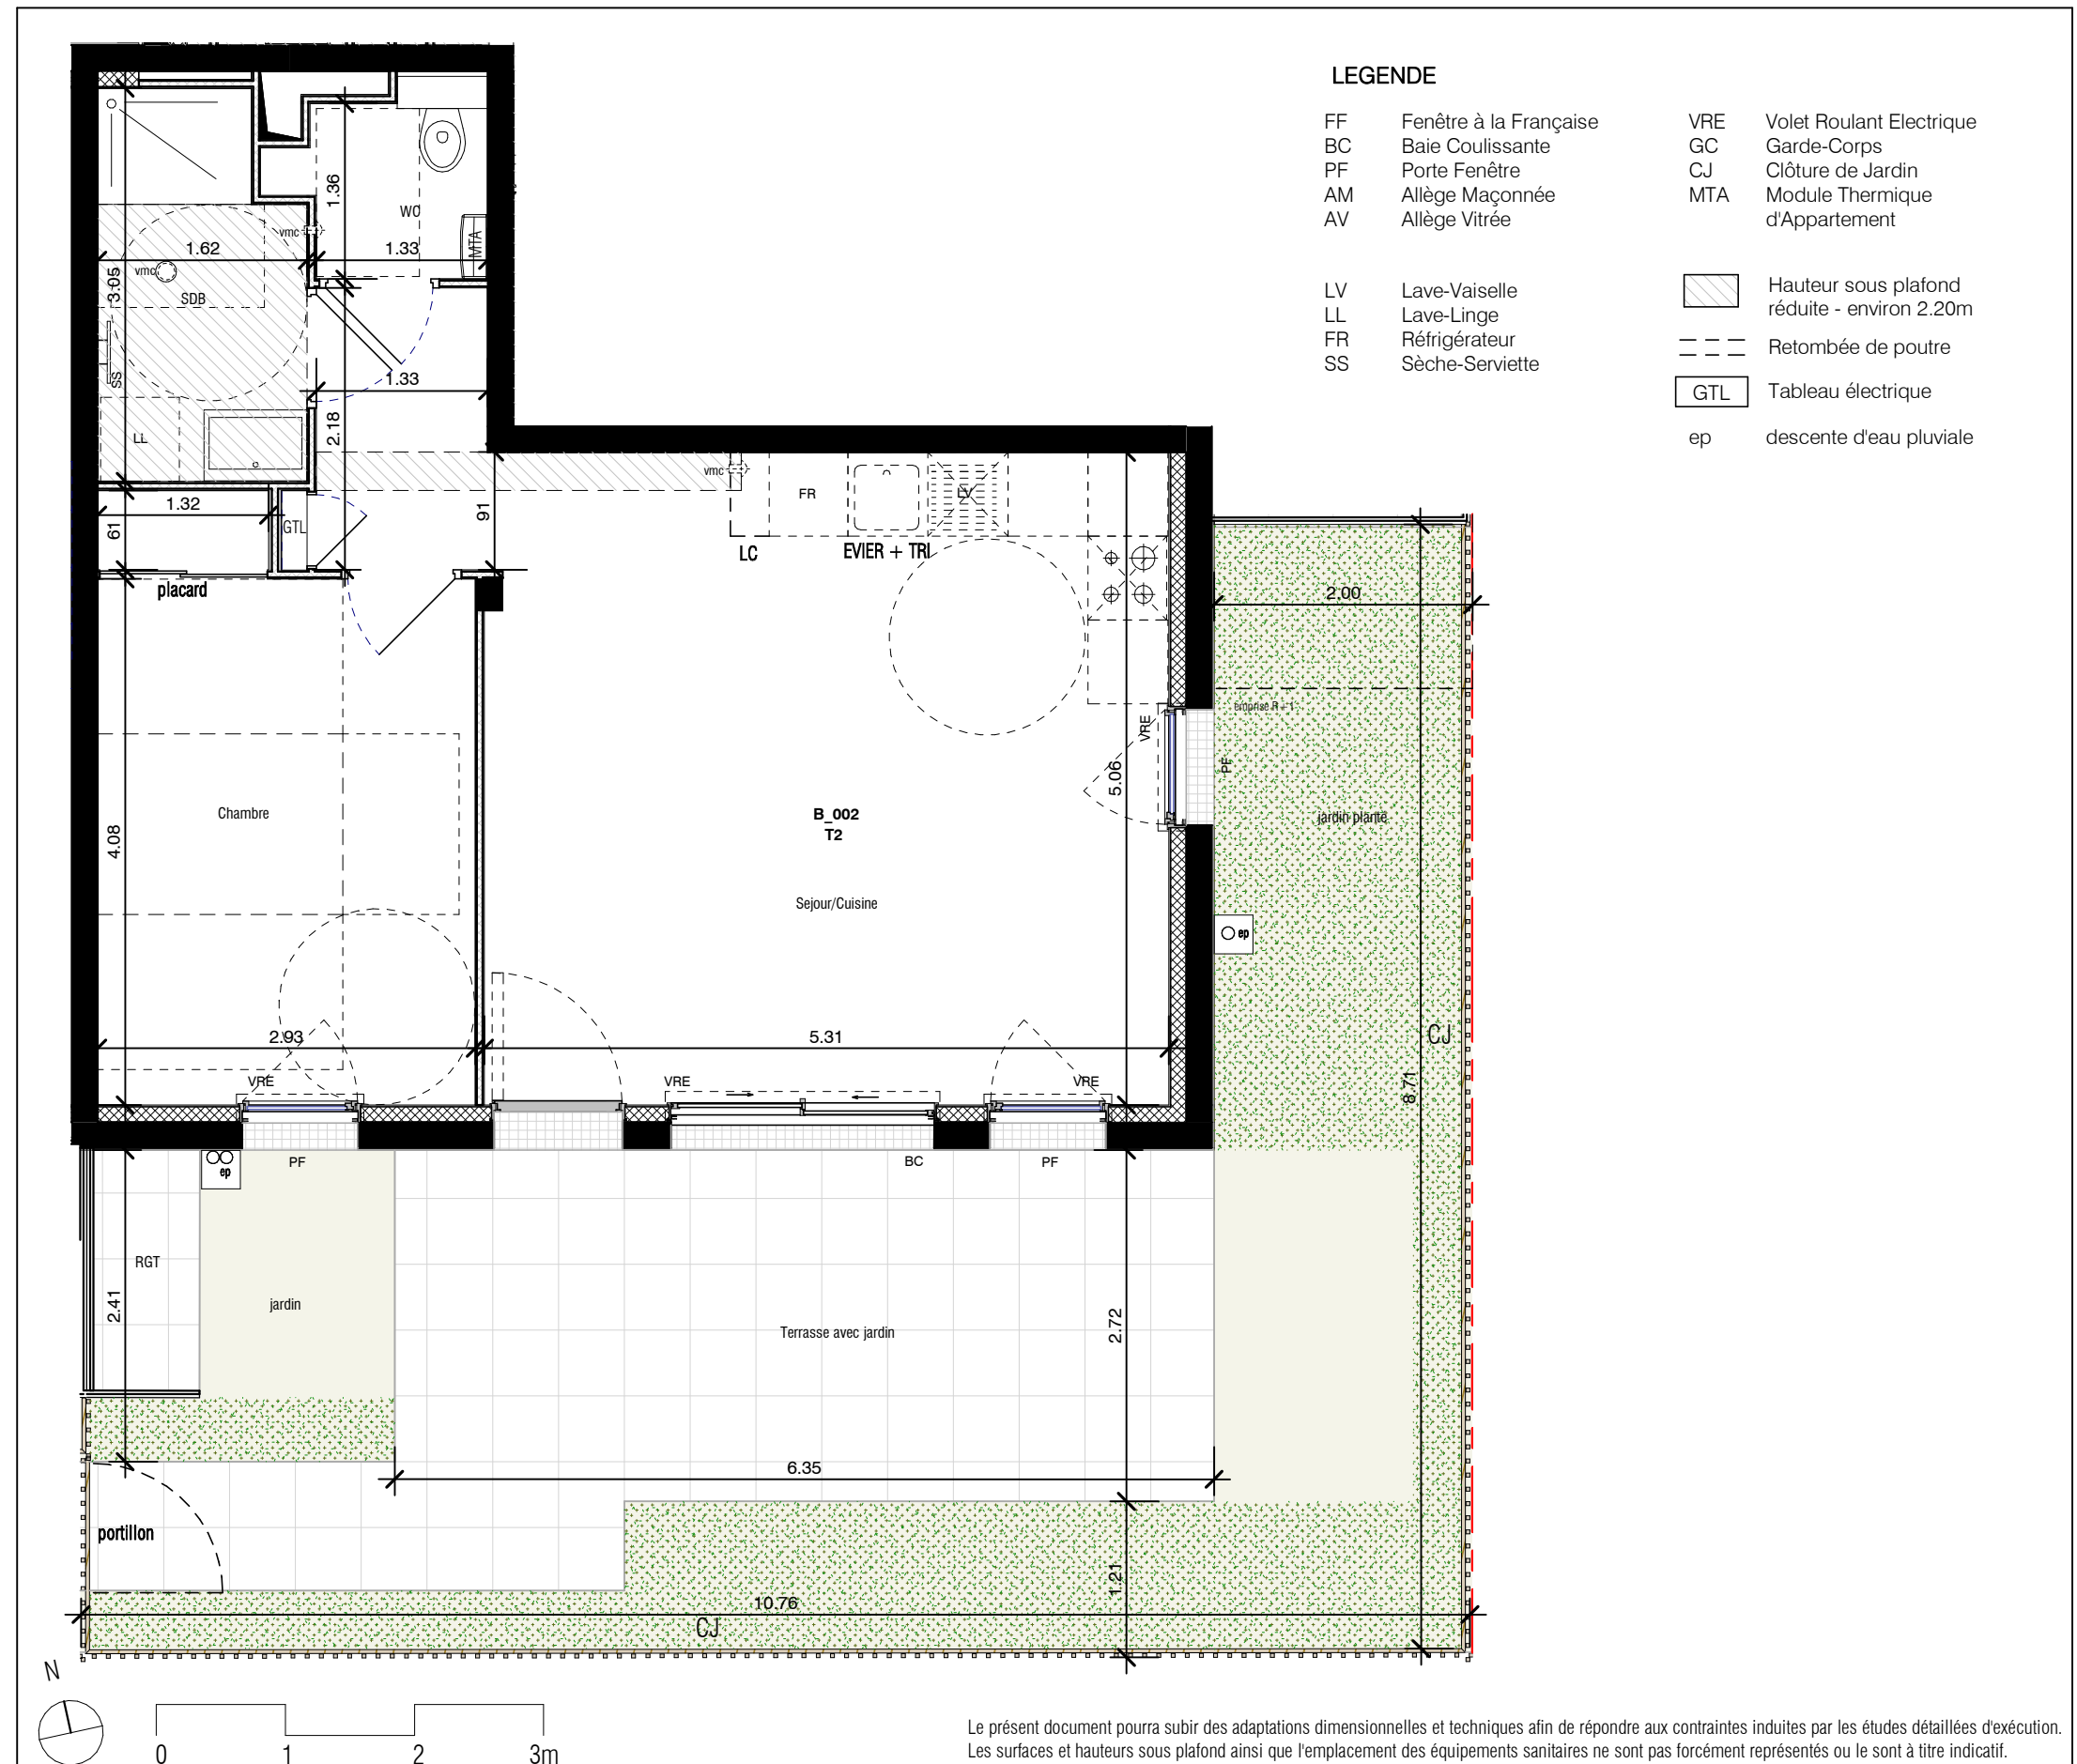 LEGENDE
FF Fenêtre à la Française
BC Baie Coulissante
PF Porte Fenêtre
AM Allège Maçonnée
AV Allège Vitrée
VRE Volet Roulant Electrique
GC Garde-Corps
CJ Clôture de Jardin
MTA Module Thermique
d'Appartement
LV Lave-Vaiselle
LL Lave-Linge
FR Réfrigérateur
SS Sèche-Serviette
Hauteur sous plafond
réduite - environ 2.20m
Retombée de poutre
GTL Tableau électrique
ep descente d'eau pluviale
1.36
WC
MTA
vmc
1.62
1.33
vmc
3.05
SDB
SS
1.33
2.18
LL
vmc
FR
LV
1.32
GTL
61
91
LC
EVIER + TRI
placard
2.00
VRE
emprise R+1
PF
5.06
B_002
T2
Chambre
jardin planté
4.08
Sejour/Cuisine
ep
2.93
5.31
CJ
VRE
VRE
VRE
8.71
ep
PF
BC
PF
RGT
2.41
jardin
Terrasse avec jardin
2.72
6.35
portillon
1.21
10.76
CJ
N
0 1 2 3m
Le présent document pourra subir des adaptations dimensionnelles et techniques afin de répondre aux contraintes induites par les études détaillées d'exécution.
Les surfaces et hauteurs sous plafond ainsi que l'emplacement des équipements sanitaires ne sont pas forcément représentés ou le sont à titre indicatif.